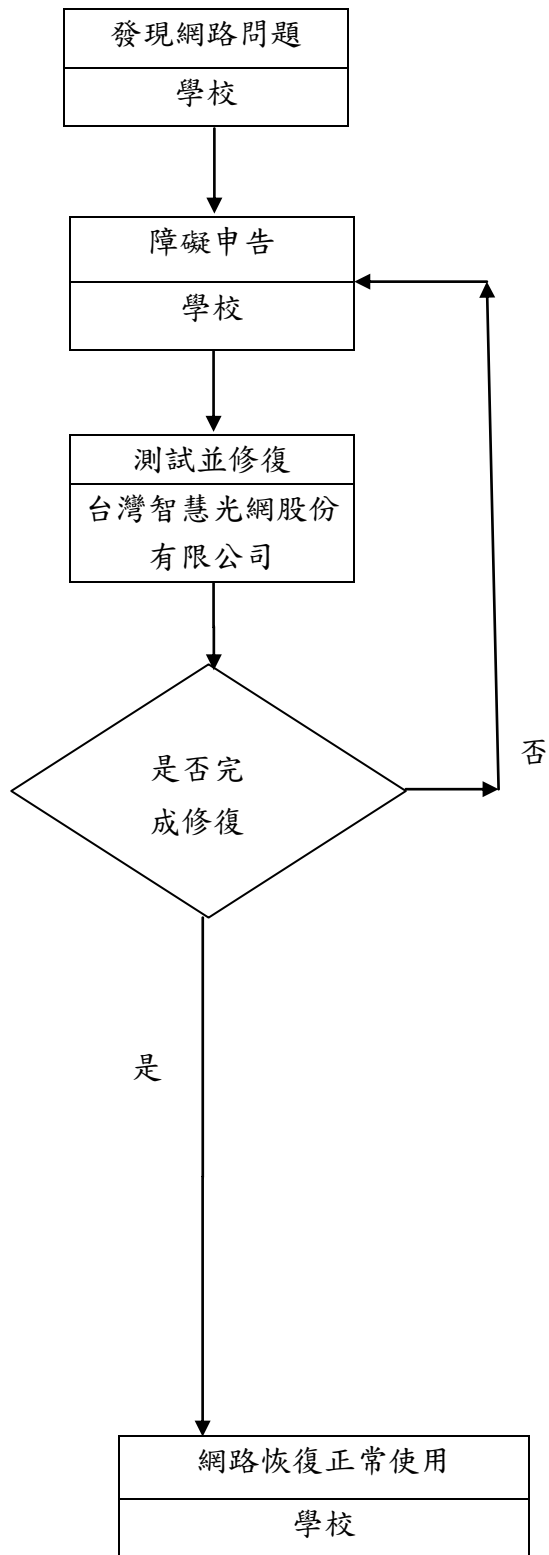 發現網路問題
學校
障礙申告
學校
測試並修復
台灣智慧光網股份
有限公司
是否完
成修復
否
是
網路恢復正常使用
學校